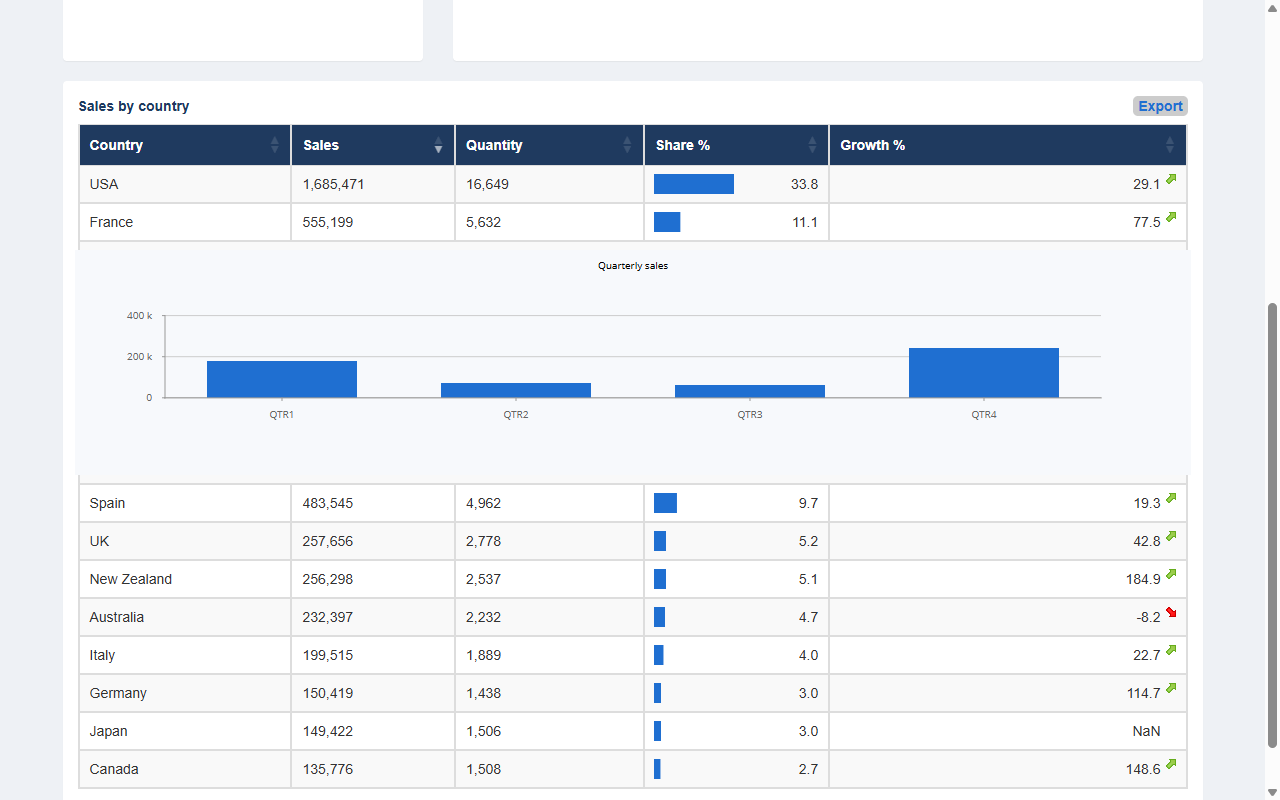 Sales by country Export
Country Sales Quantity Share % Growth %
USA 1,685,471 16,649 33.8 29.1
France 555,199 5,632 11.1 77.5
Quarterly sales
400 k
200 k
0
QTR1 QTR2 QTR3 QTR4
Spain 483,545 4,962 9.7 19.3
UK 257,656 2,778 5.2 42.8
New Zealand 256,298 2,537 5.1 184.9
Australia 232,397 2,232 4.7 -8.2
Italy 199,515 1,889 4.0 22.7
Germany 150,419 1,438 3.0 114.7
Japan 149,422 1,506 3.0 NaN
Canada 135,776 1,508 2.7 148.6